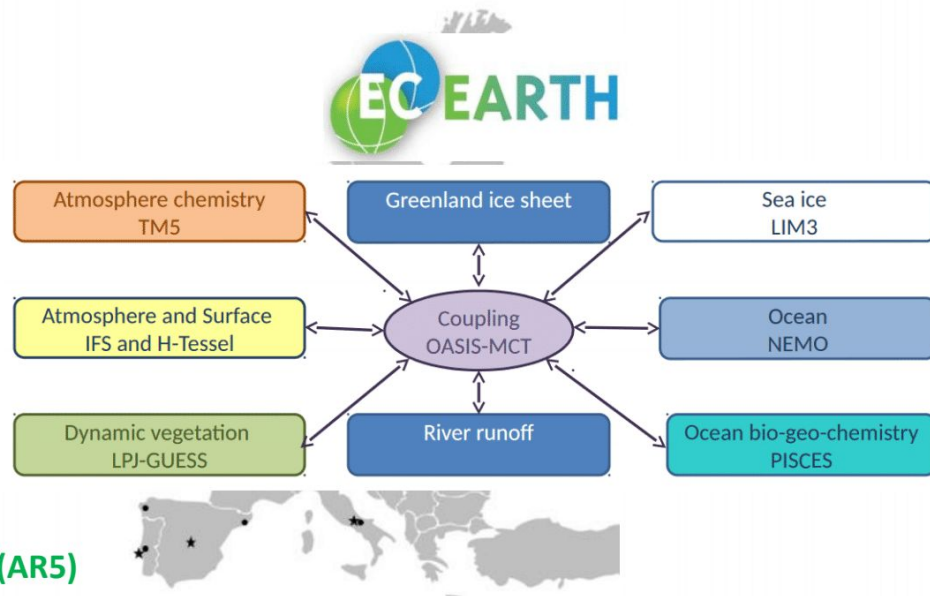 EC EARTH
Atmosphere chemistry
TM5
Greenland ice sheet
Sea ice
LIM3
Atmosphere and Surface
IFS and H-Tessel
Coupling
OASIS-MCT
Ocean
NEMO
Dynamic vegetation
LPJ-GUESS
River runoff
Ocean bio-geo-chemistry
PISCES
(AR5)